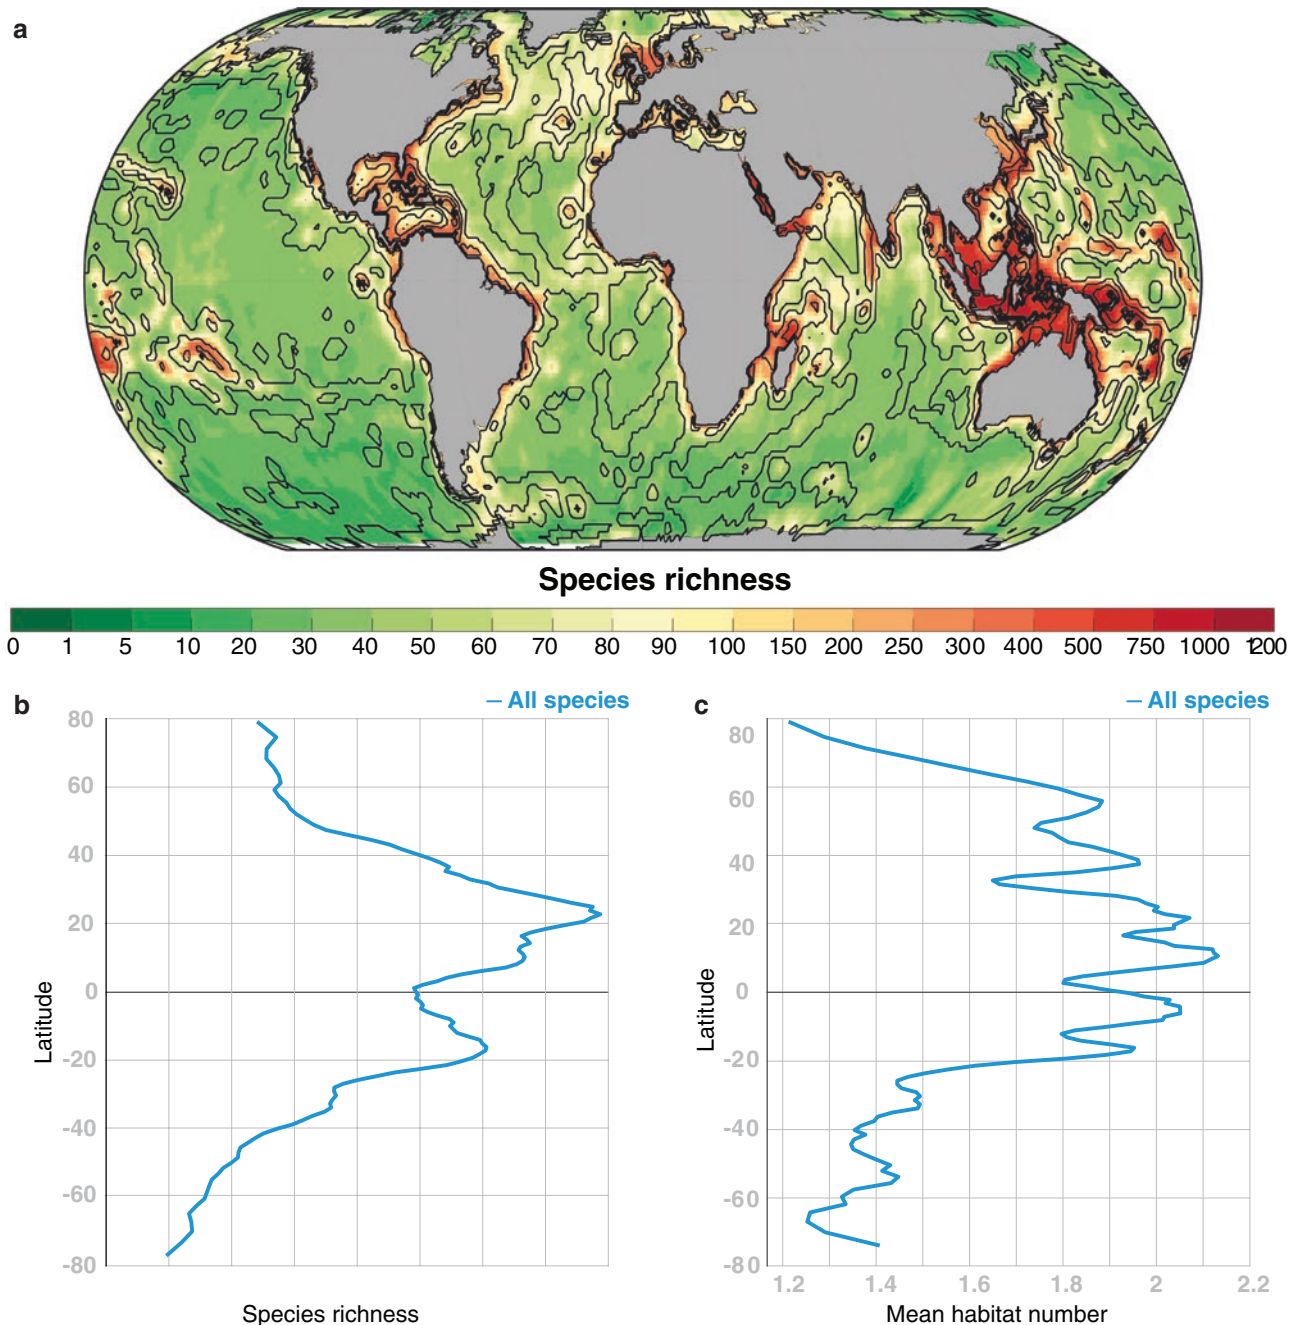 a
Species richness
0 1 5 10 20 30 40 50 60 70 80 90 100 150 200 250 300 400 500 750 1000 1200
b
– All species
80
60
40
20
0
-20
-40
-60
-80
Latitude
Species richness
c
– All species
80
60
40
20
0
-20
-40
-60
-80
Latitude
1.2 1.4 1.6 1.8 2 2.2
Mean habitat number